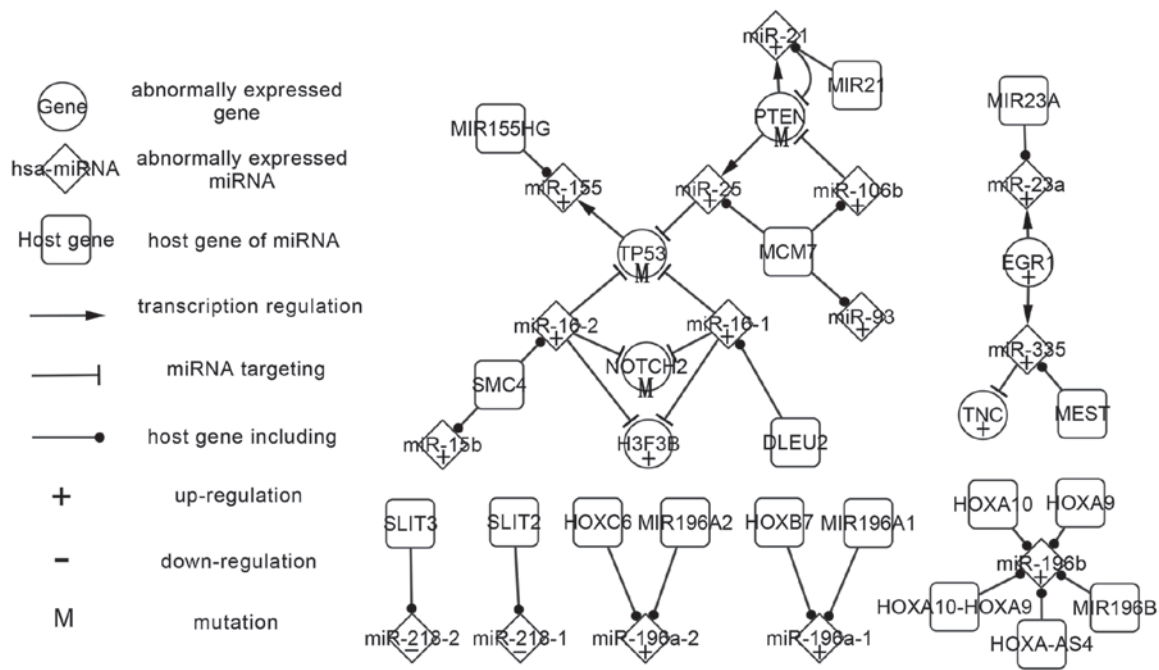 Gene
abnormally expressed
gene
hsa-miRNA
abnormally expressed
miRNA
Host gene
host gene of miRNA
transcription regulation
miRNA targeting
host gene including
+
up-regulation
−
down-regulation
M
mutation
miR-21
+
MIR21
PTEN
M
MIR155HG
miR-155
+
miR-25
+
miR-106b
+
TP53
M
MCM7
miR-93
+
miR-16-2
+
miR-16-1
+
NOTCH2
M
SMC4
miR-15b
+
H3F3B
+
DLEU2
MIR23A
miR-23a
+
EGR1
+
miR-335
+
TNC
+
MEST
SLIT3
miR-218-2
−
SLIT2
miR-218-1
−
HOXC6
MIR196A2
miR-196a-2
+
HOXB7
MIR196A1
miR-196a-1
+
HOXA10
HOXA9
miR-196b
+
HOXA10-HOXA9
MIR196B
HOXA-AS4